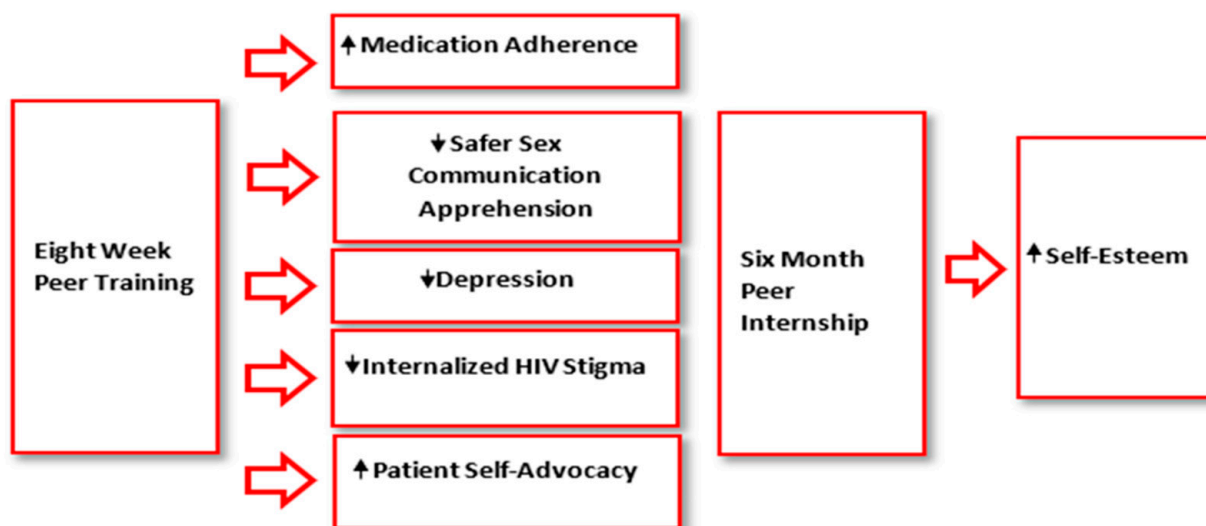 Eight Week
Peer Training
↑Medication Adherence
↓Safer Sex
Communication
Apprehension
↓Depression
↓Internalized HIV Stigma
↑Patient Self-Advocacy
Six Month
Peer
Internship
↑Self-Esteem